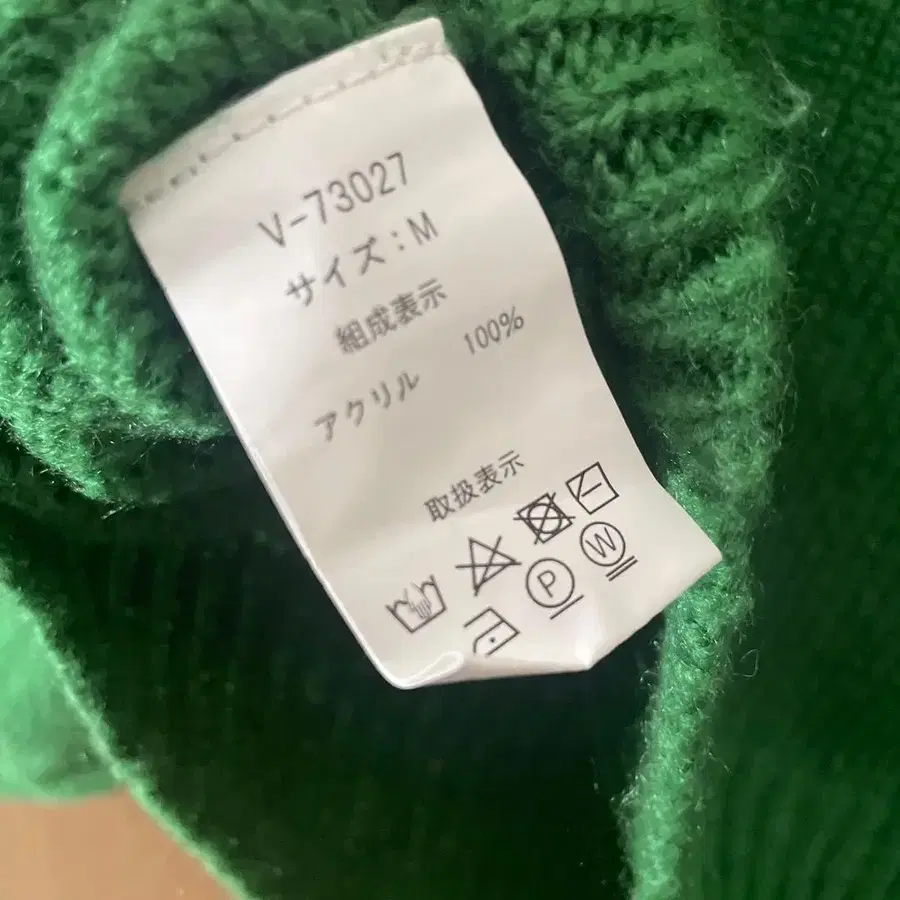 V-73027
サイズ:M
組成表示
アクリル 100%
取扱表示
P
W